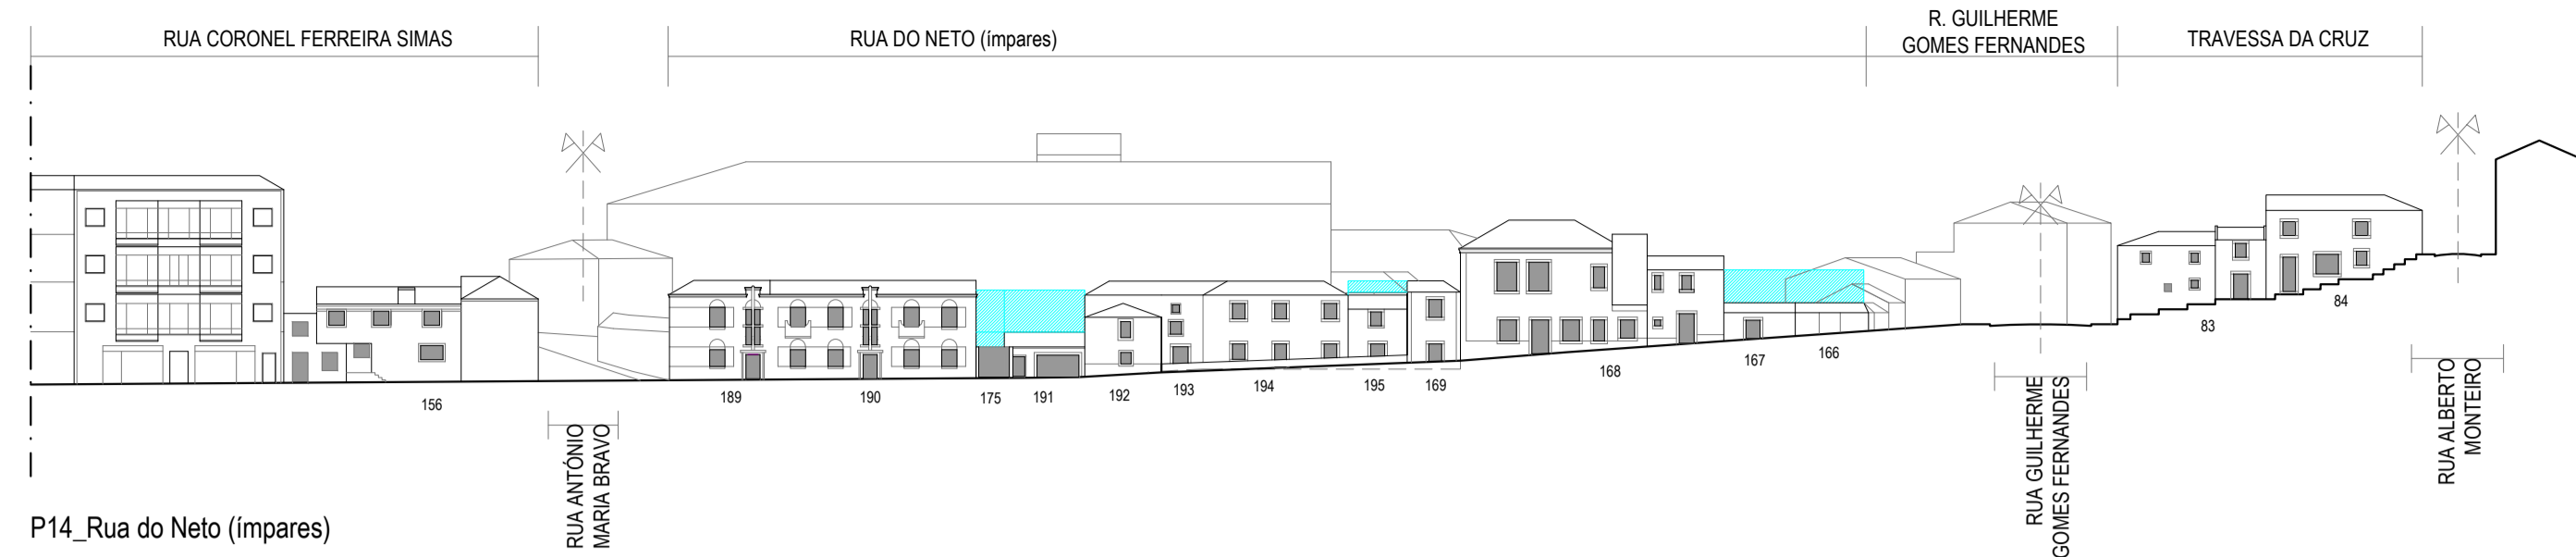 RUA CORONEL FERREIRA SIMAS
RUA DO NETO (ímpares)
R. GUILHERME
GOMES FERNANDES
TRAVESSA DA CRUZ
156
189
190
175
191
192
193
194
195
169
168
167
166
83
84
RUA ANTÓNIO
MARIA BRAVO
RUA GUILHERME
GOMES FERNANDES
RUA ALBERTO
MONTEIRO
P14_Rua do Neto (ímpares)